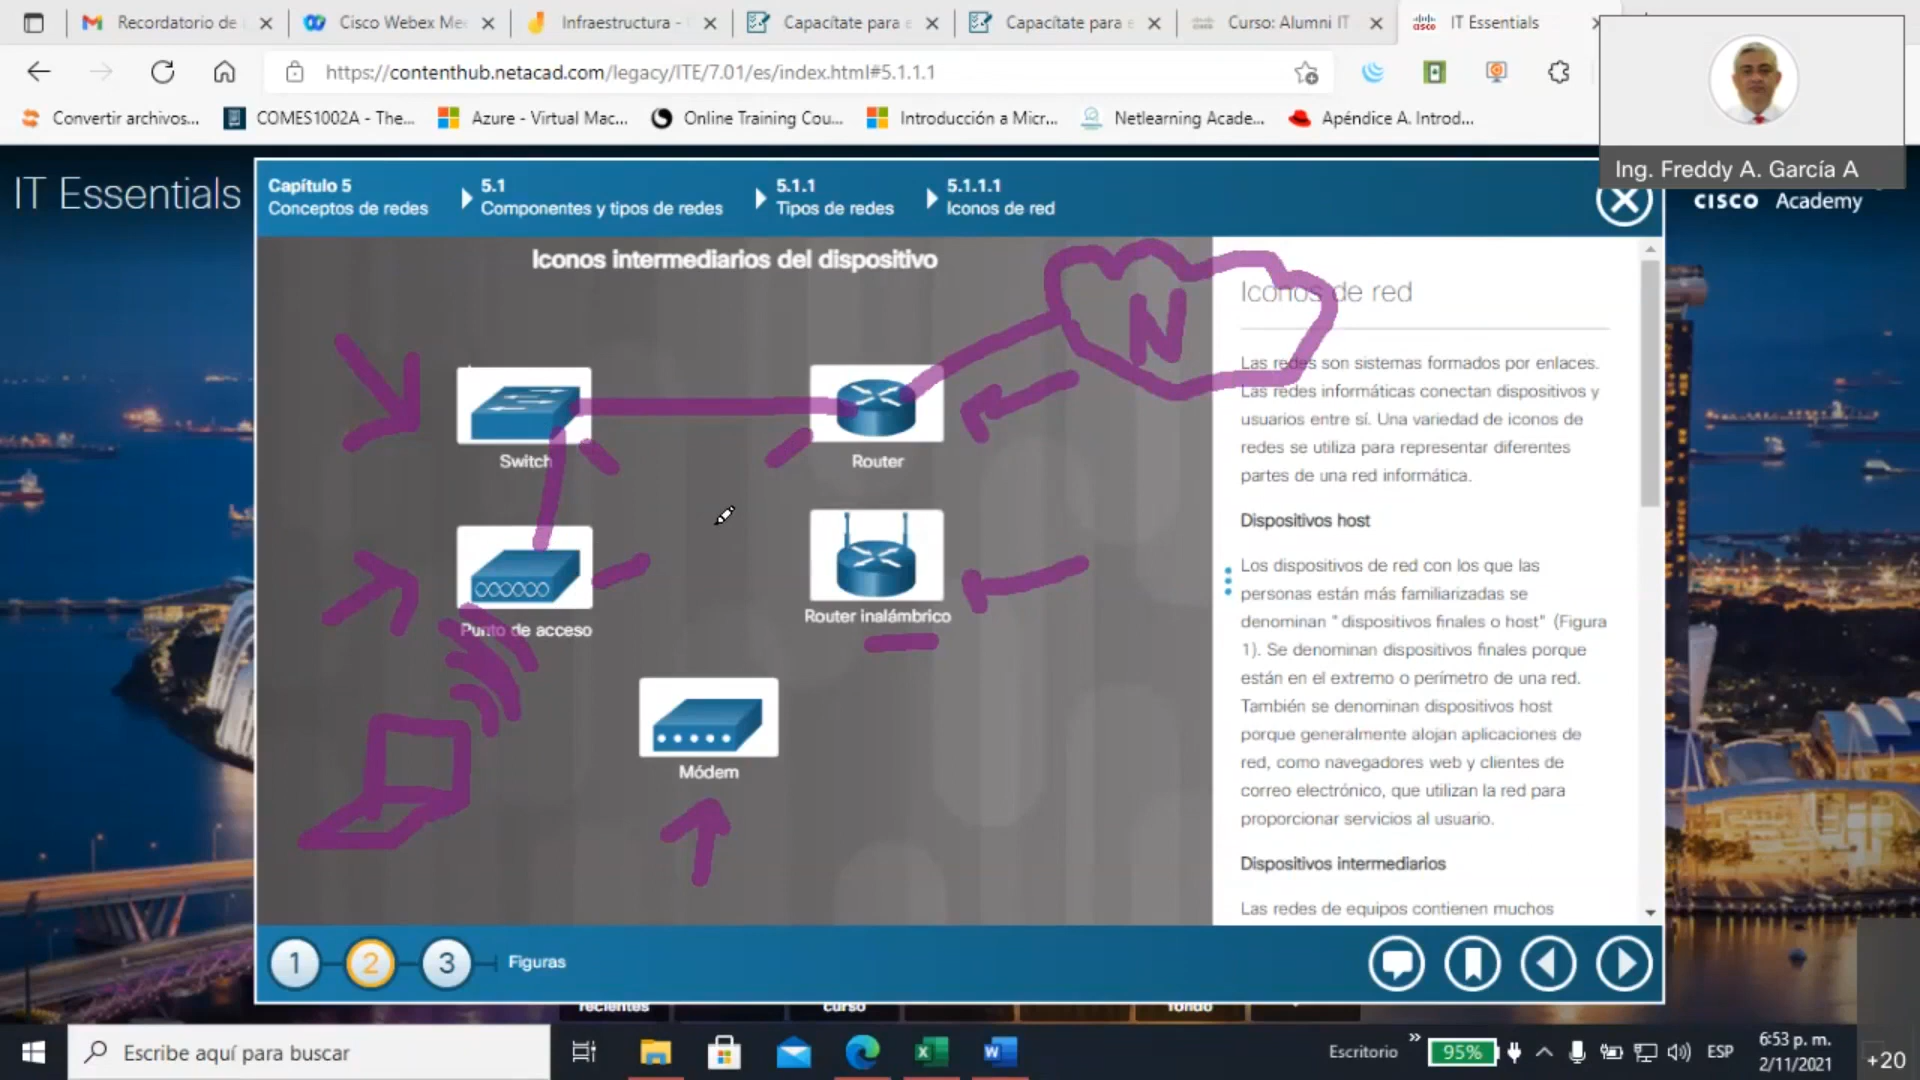 Recordatorio de
Cisco Webex Me
Infraestructura -
Capacítate para e
Capacítate para e
Curso: Alumni IT
IT Essentials
https://contenthub.netacad.com/legacy/ITE/7.01/es/index.html#5.1.1.1
Convertir archivos...
COMES1002A - The...
Azure - Virtual Mac...
Online Training Cou...
Introducción a Micr...
Netlearning Acade...
Apéndice A. Introd...
Ing. Freddy A. García A
IT Essentials
Capítulo 5
Conceptos de redes
5.1
Componentes y tipos de redes
5.1.1
Tipos de redes
5.1.1.1
Iconos de red
CISCO Academy
Iconos intermediarios del dispositivo
N
Switch
Router
Punto de acceso
Router inalámbrico
Módem
Iconos de red
Las redes son sistemas formados por enlaces.
Las redes informáticas conectan dispositivos y
usuarios entre sí. Una variedad de iconos de
redes se utiliza para representar diferentes
partes de una red informática.
Dispositivos host
Los dispositivos de red con los que las
personas están más familiarizadas se
denominan " dispositivos finales o host" (Figura
1). Se denominan dispositivos finales porque
están en el extremo o perímetro de una red.
También se denominan dispositivos host
porque generalmente alojan aplicaciones de
red, como navegadores web y clientes de
correo electrónico, que utilizan la red para
proporcionar servicios al usuario.
Dispositivos intermediarios
Las redes de equipos contienen muchos
1
2
3
Figuras
recientes
curso
fondo
Escribe aquí para buscar
Escritorio
95%
ESP
6:53 p. m.
2/11/2021
+20